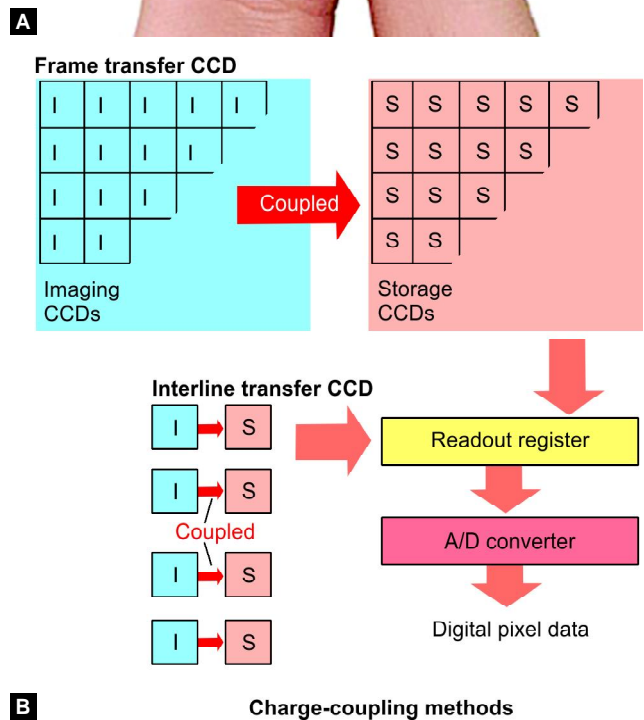 A
Frame transfer CCD
I I I I I
I I I I
I I I
I I
Imaging
CCDs
Coupled
S S S S S
S S S S
S S S
S S
Storage
CCDs
Interline transfer CCD
I S
I S
Coupled
I S
I S
Readout register
A/D converter
Digital pixel data
B
Charge-coupling methods